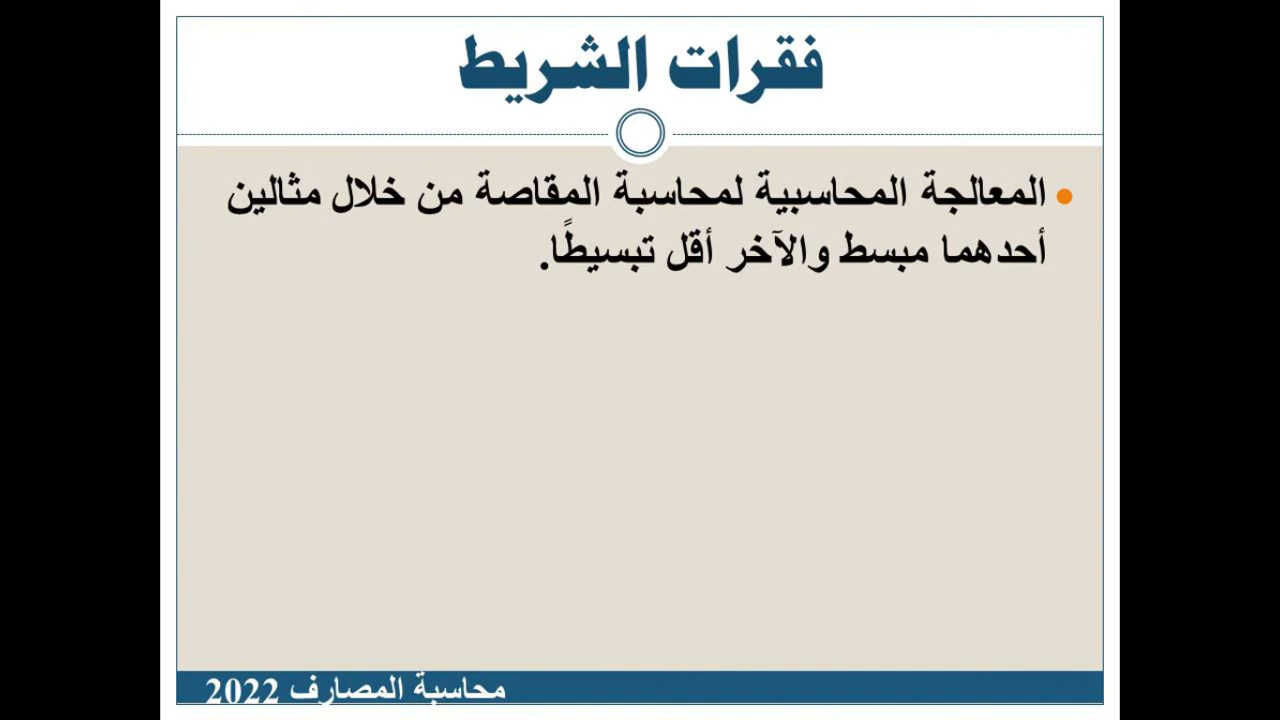 فقرات الشريط
المعالجة المحاسبية لمحاسبة المقاصة من خلال مثالين
أحدهما مبسط والآخر أقل تبسيطًا.
محاسبة المصارف 2022